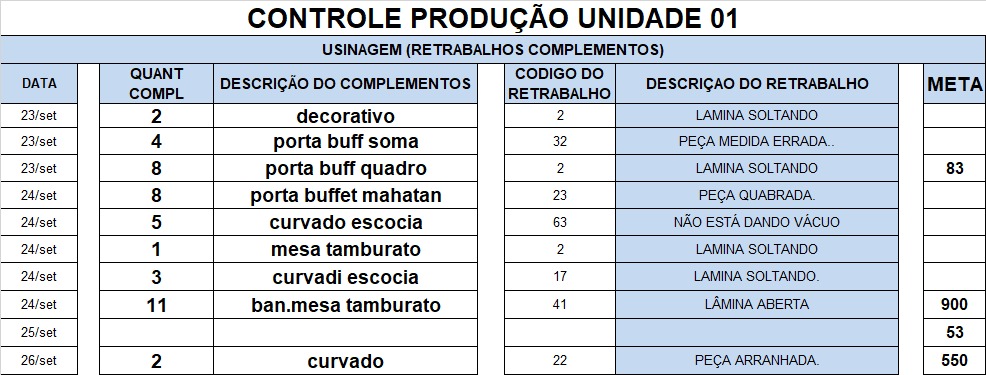 CONTROLE PRODUÇÃO UNIDADE 01
USINAGEM (RETRABALHOS COMPLEMENTOS)
DATA QUANT COMPL DESCRIÇÃO DO COMPLEMENTOS CODIGO DO RETRABALHO DESCRIÇAO DO RETRABALHO META
23/set 2 decorativo 2 LAMINA SOLTANDO
23/set 4 porta buff soma 32 PEÇA MEDIDA ERRADA..
23/set 8 porta buff quadro 2 LAMINA SOLTANDO 83
24/set 8 porta buffet mahatan 23 PEÇA QUABRADA.
24/set 5 curvado escocia 63 NÃO ESTÁ DANDO VÁCUO
24/set 1 mesa tamburato 2 LAMINA SOLTANDO
24/set 3 curvadi escocia 17 LAMINA SOLTANDO.
24/set 11 ban.mesa tamburato 41 LÂMINA ABERTA 900
25/set 53
26/set 2 curvado 22 PEÇA ARRANHADA. 550